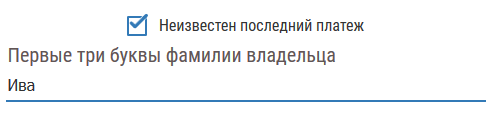 Неизвестен последний платеж
Первые три буквы фамилии владельца
Ива